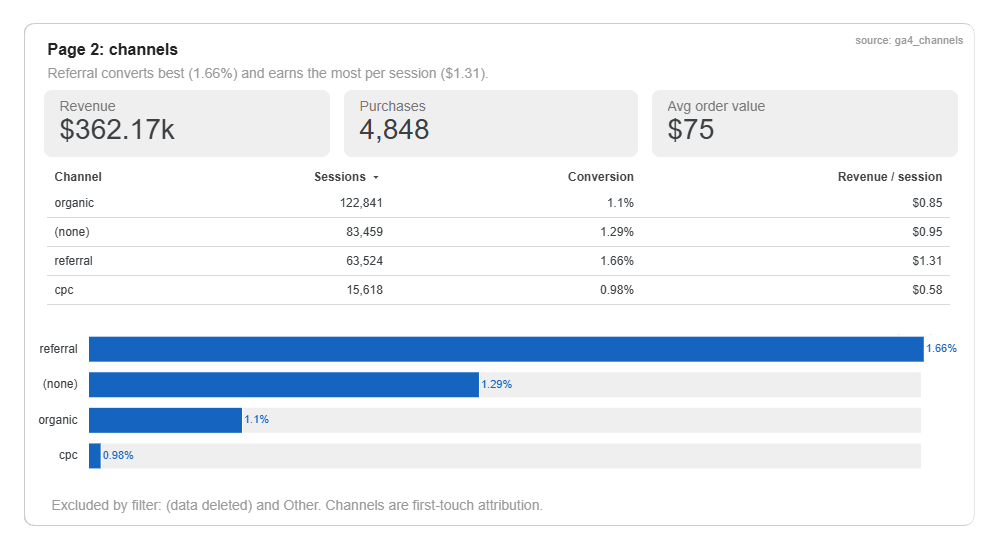 source: ga4_channels
Page 2: channels
Referral converts best (1.66%) and earns the most per session ($1.31).
Revenue Purchases Avg order value
$362.17k 4,848 $75
Channel Sessions Conversion Revenue / session
organic 122,841 1.1% $0.85
(none) 83,459 1.29% $0.95
referral 63,524 1.66% $1.31
cpc 15,618 0.98% $0.58
referral 1.66%
(none) 1.29%
organic 1.1%
cpc 0.98%
Excluded by filter: (data deleted) and Other. Channels are first-touch attribution.